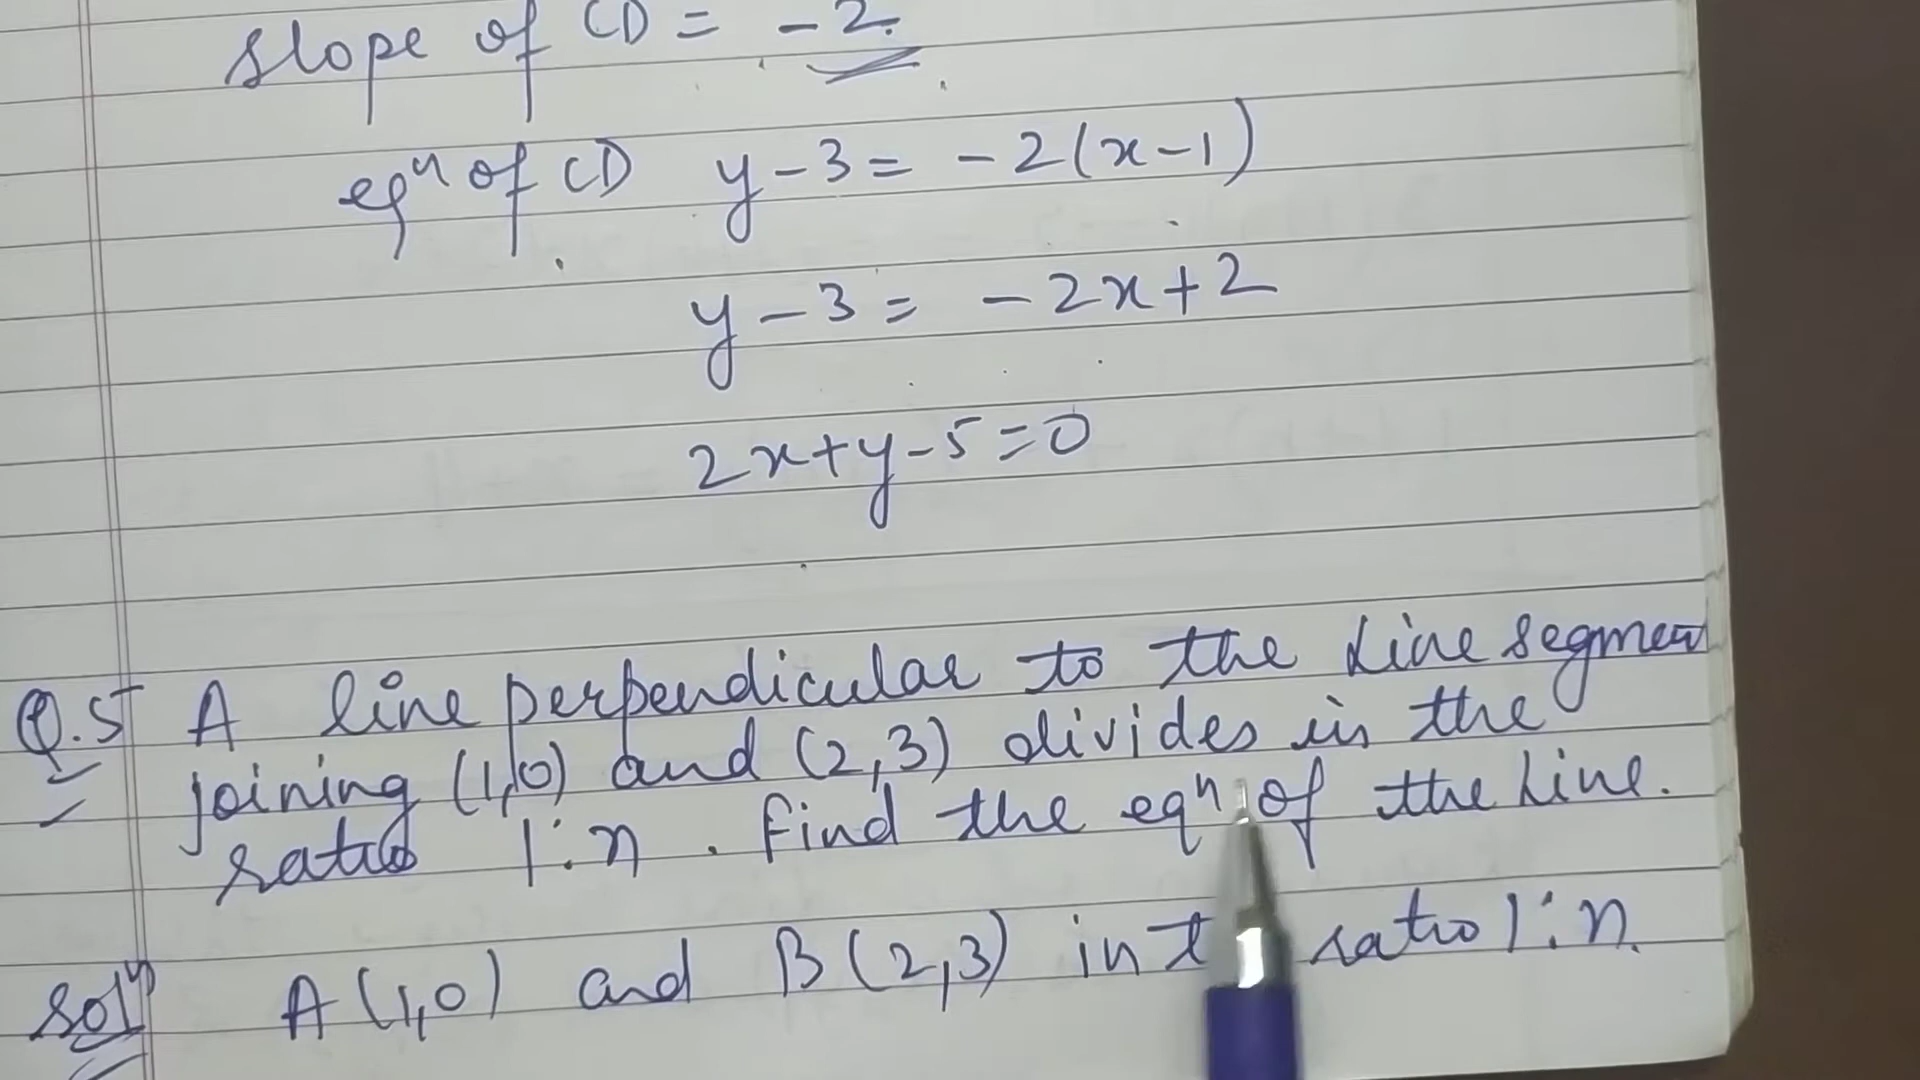 slope of CD = -2.
eqⁿ of CD y-3 = -2(x-1)
y-3 = -2x+2
2x+y-5=0
Q.5 A line perpendicular to the Line segmen
joining (1,0) and (2,3) divides in the
ratio 1:n. find the eqⁿ of the Line.
Solⁿ A(1,0) and B(2,3) in t ratio 1:n.